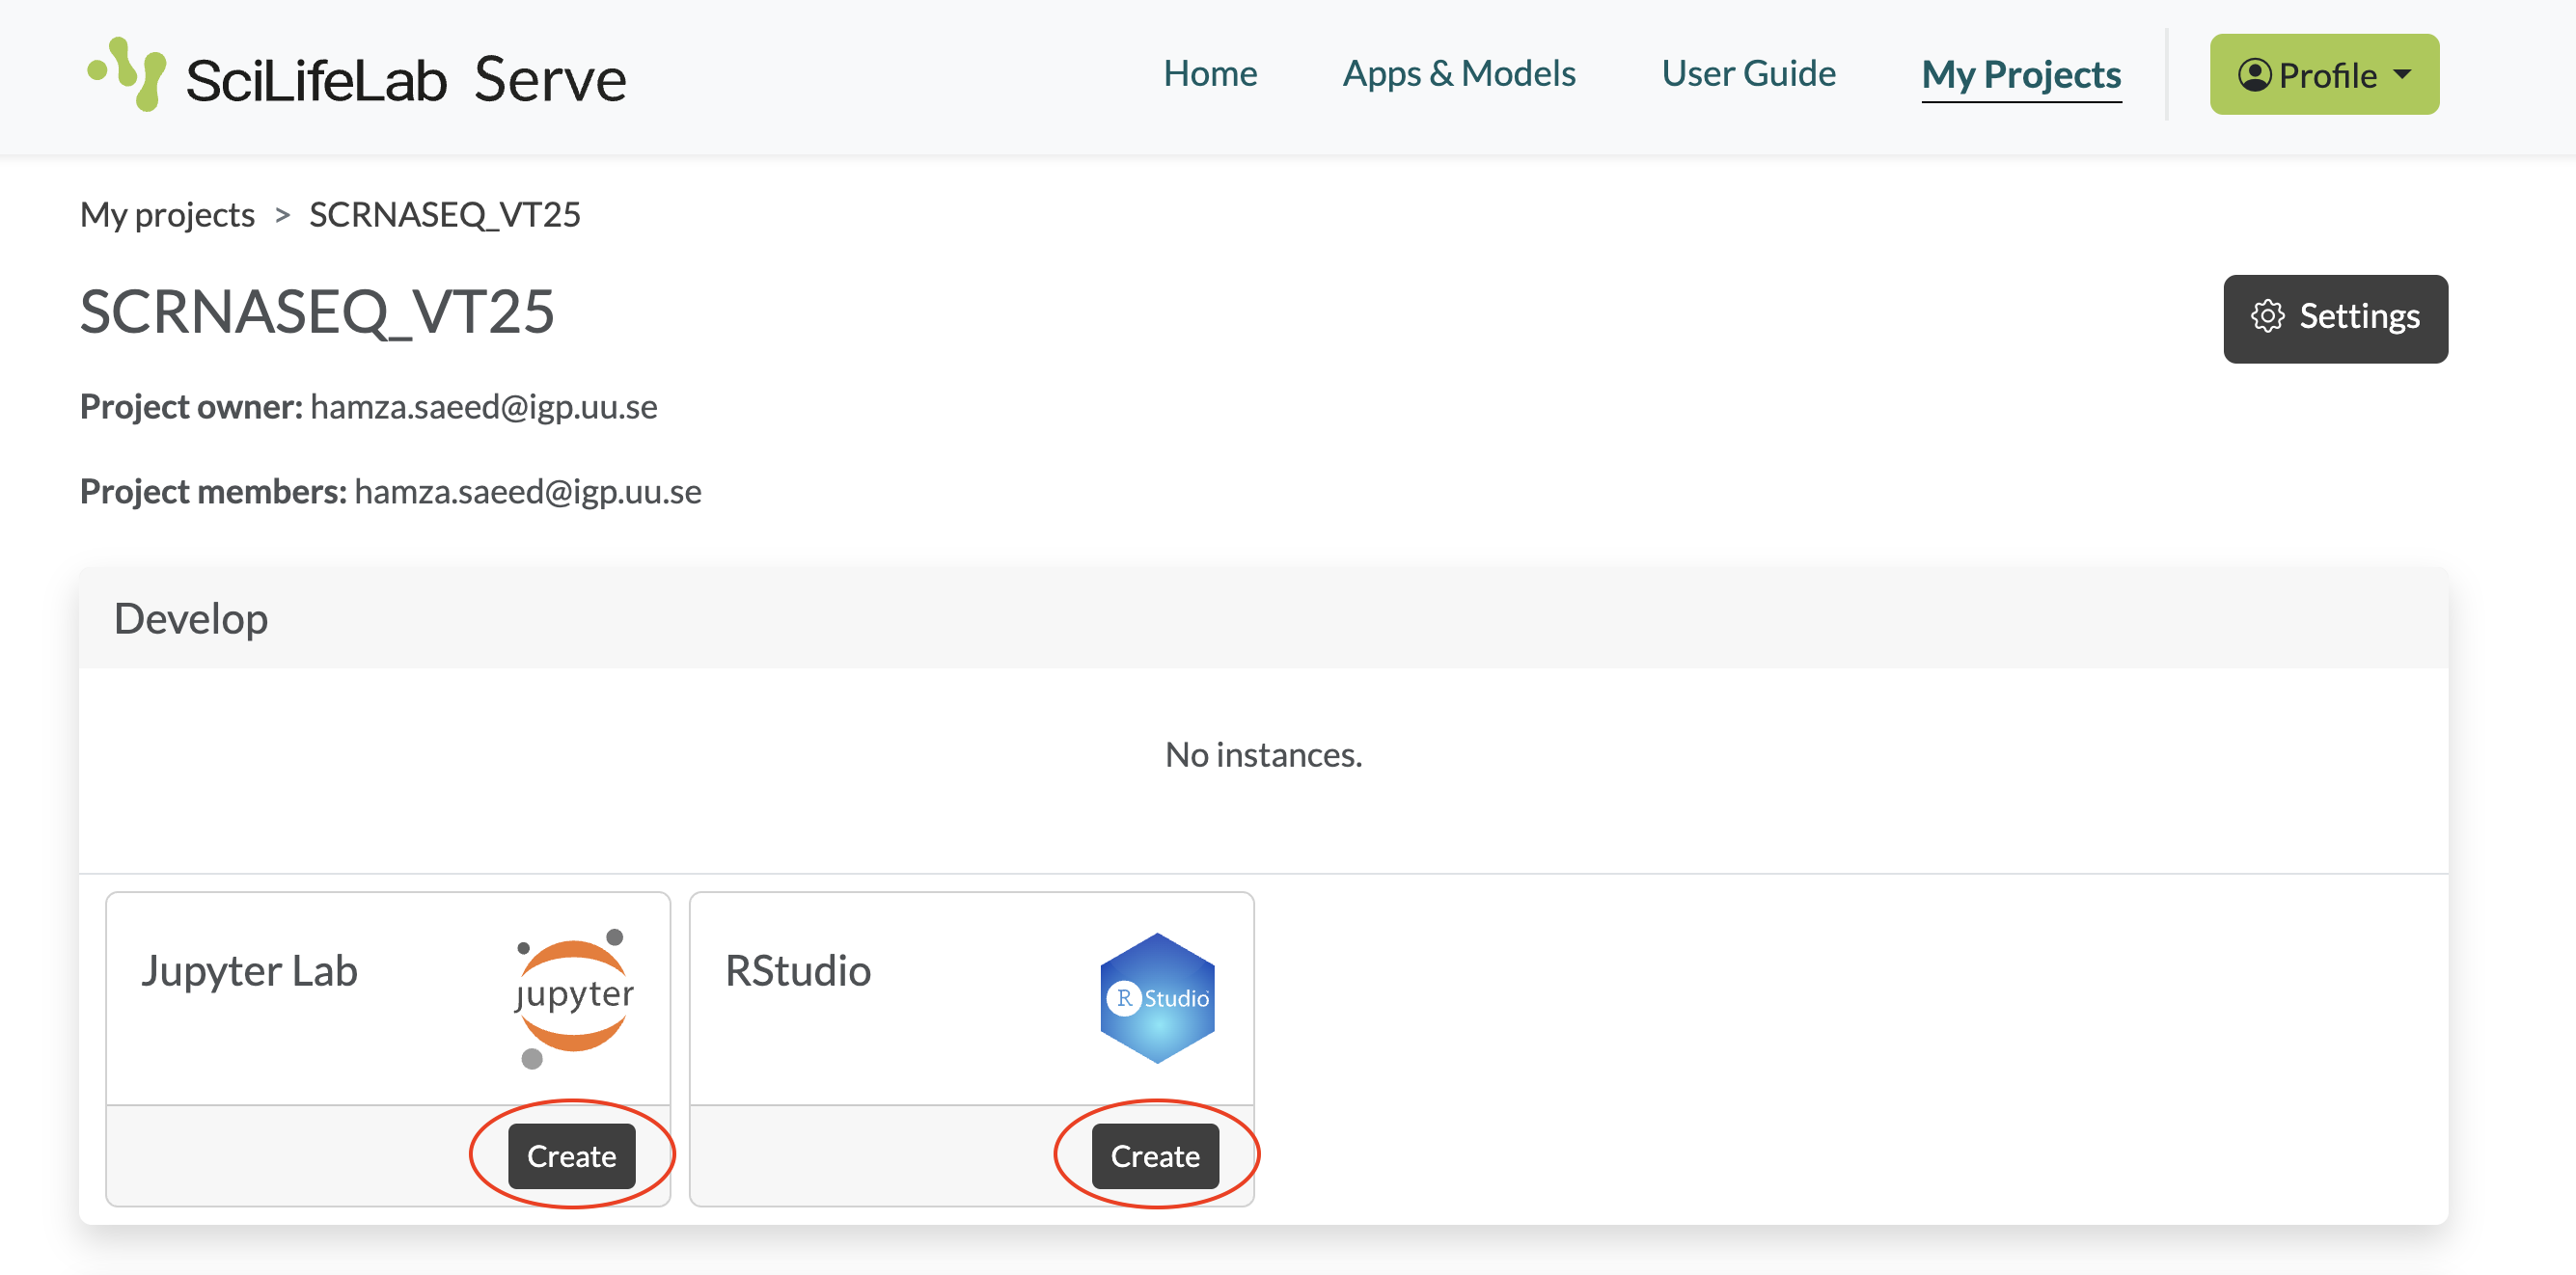 SciLifeLab Serve
Home Apps & Models User Guide My Projects Profile
My projects > SCRNASEQ_VT25
SCRNASEQ_VT25
Settings
Project owner: hamza.saeed@igp.uu.se
Project members: hamza.saeed@igp.uu.se
Develop
No instances.
Jupyter Lab
jupyter
Create
RStudio
R Studio
Create